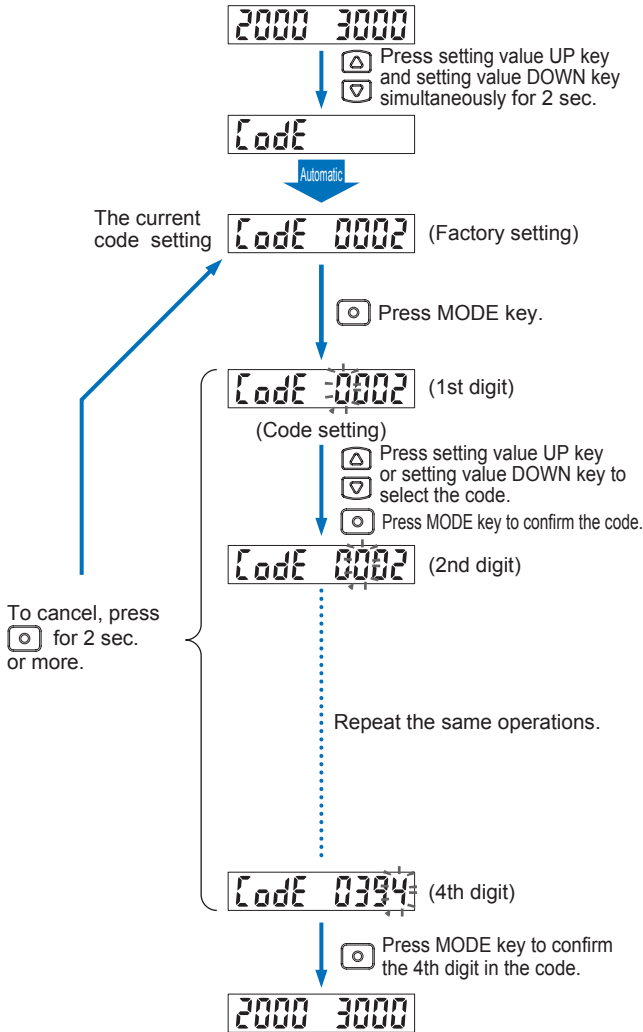 2000 3000
Press setting value UP key
and setting value DOWN key
simultaneously for 2 sec.
CodE
Automatic
The current
code setting
CodE 0002
(Factory setting)
Press MODE key.
CodE 0002
(1st digit)
(Code setting)
Press setting value UP key
or setting value DOWN key to
select the code.
Press MODE key to confirm the code.
CodE 0002
(2nd digit)
To cancel, press
for 2 sec.
or more.
Repeat the same operations.
CodE 0394
(4th digit)
Press MODE key to confirm
the 4th digit in the code.
2000 3000